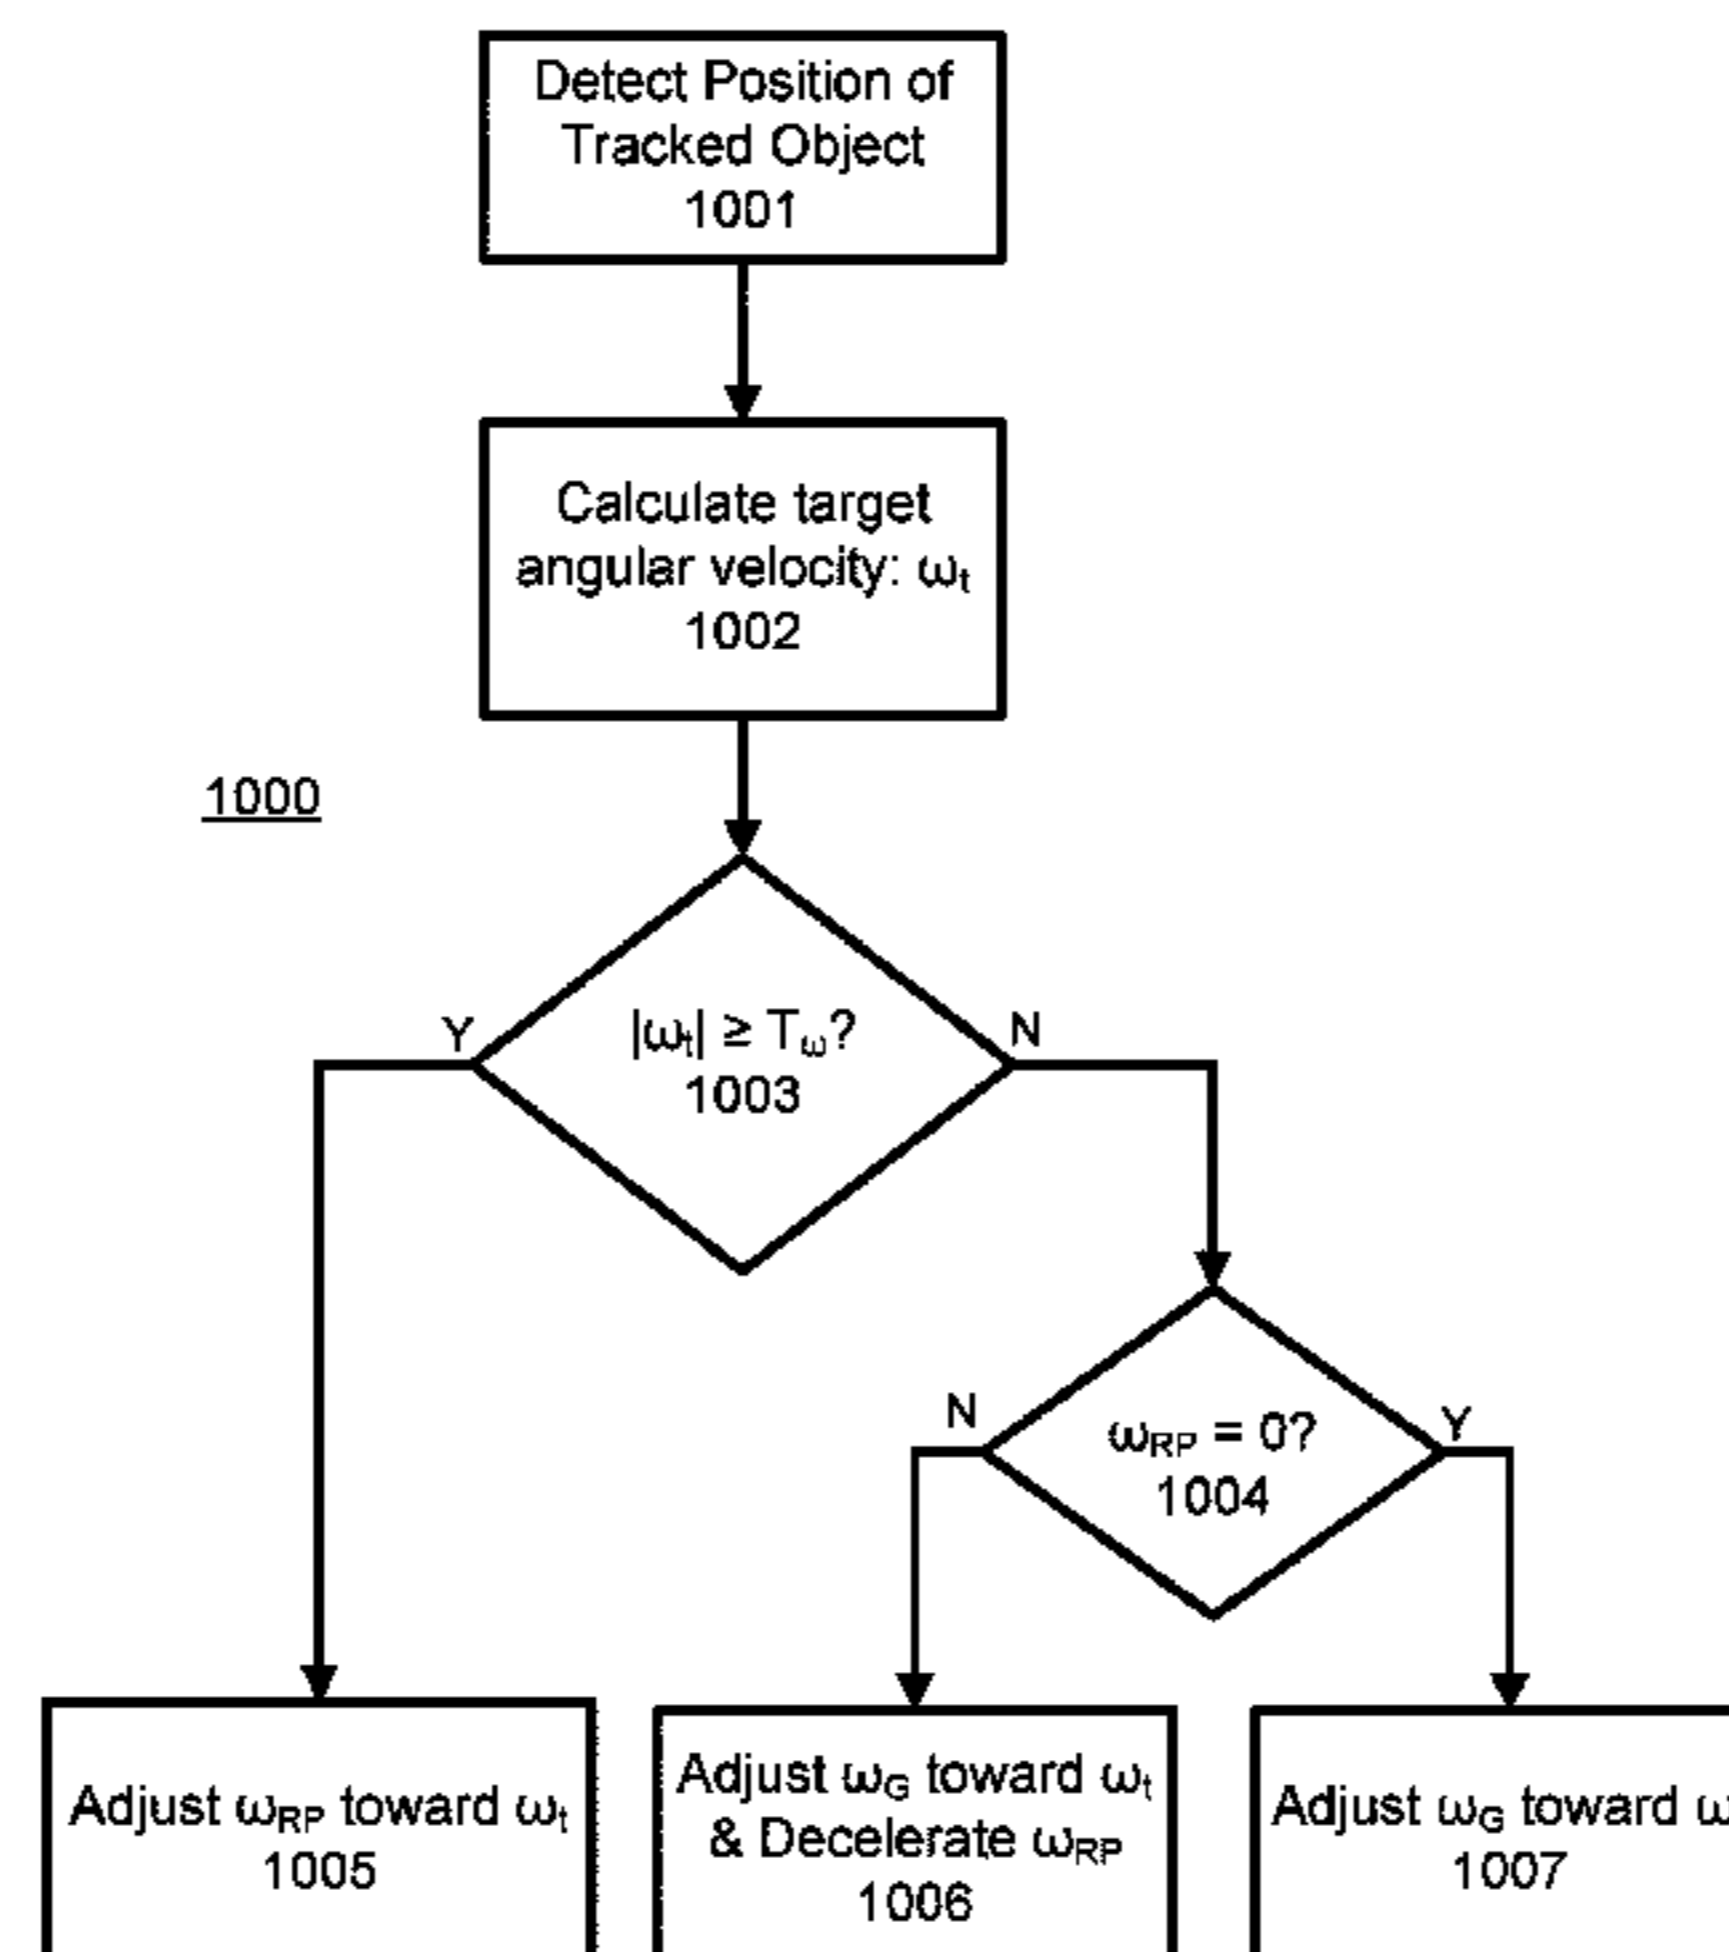 Detect Position of
Tracked Object
1001
Calculate target
angular velocity: ωt
1002
1000
Y
|ωt| ≥ Tω?
1003
N
N
ωRP = 0?
1004
Y
Adjust ωRP toward ωt
1005
Adjust ωG toward ωt
& Decelerate ωRP
1006
Adjust ωG toward ω
1007